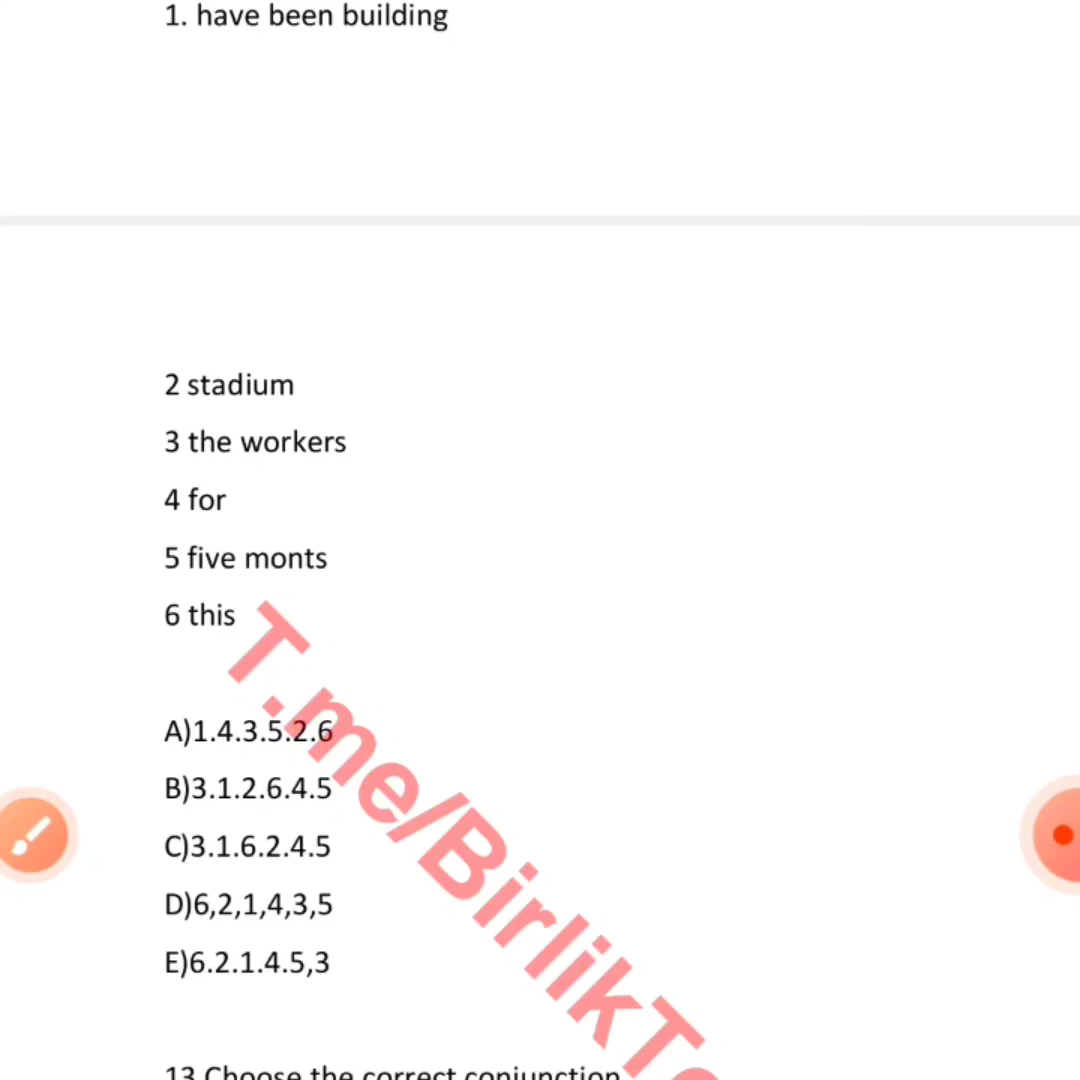 1. have been building
2 stadium
3 the workers
4 for
5 five monts
6 this
A)1.4.3.5.2.6
B)3.1.2.6.4.5
C)3.1.6.2.4.5
D)6,2,1,4,3,5
E)6.2.1.4.5,3
T.me/BirlikTe
13 Choose the correct conjunction